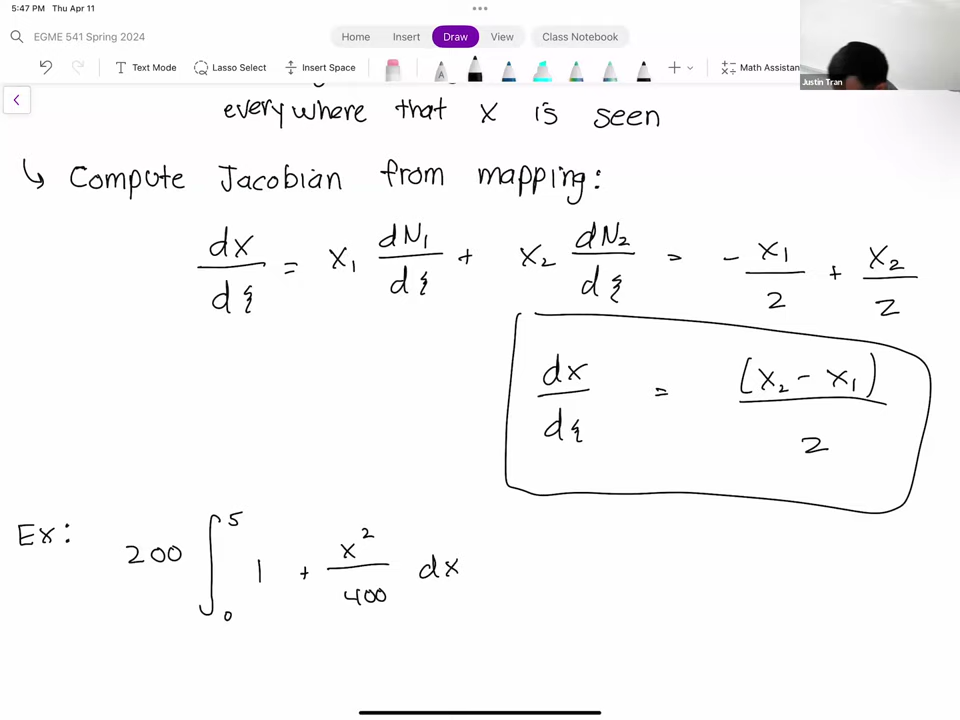 5:47 PM Thu Apr 11
EGME 541 Spring 2024
Home Insert Draw View Class Notebook
Text Mode Lasso Select Insert Space Math Assistan
Justin Tran
everywhere that x is seen
↳ Compute Jacobian from mapping:
dx/dξ = x₁ dN₁/dξ + x₂ dN₂/dξ = - x₁/2 + x₂/2
dx/dξ = (x₂ - x₁)/2
Ex: 200 ∫₀⁵ 1 + x²/400 dx